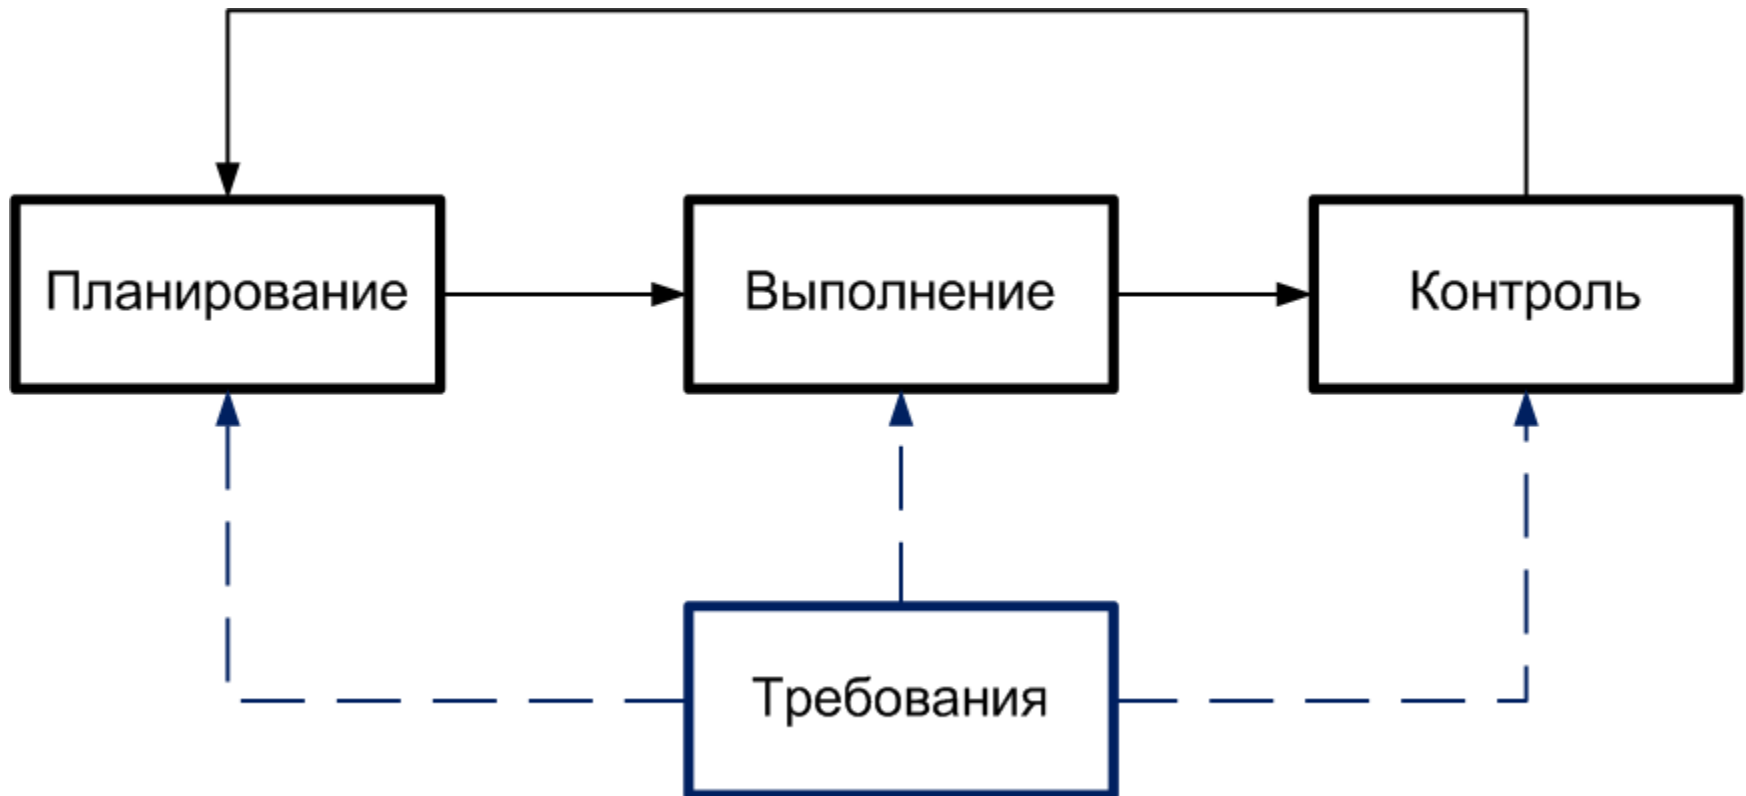 Планирование
Выполнение
Контроль
Требования